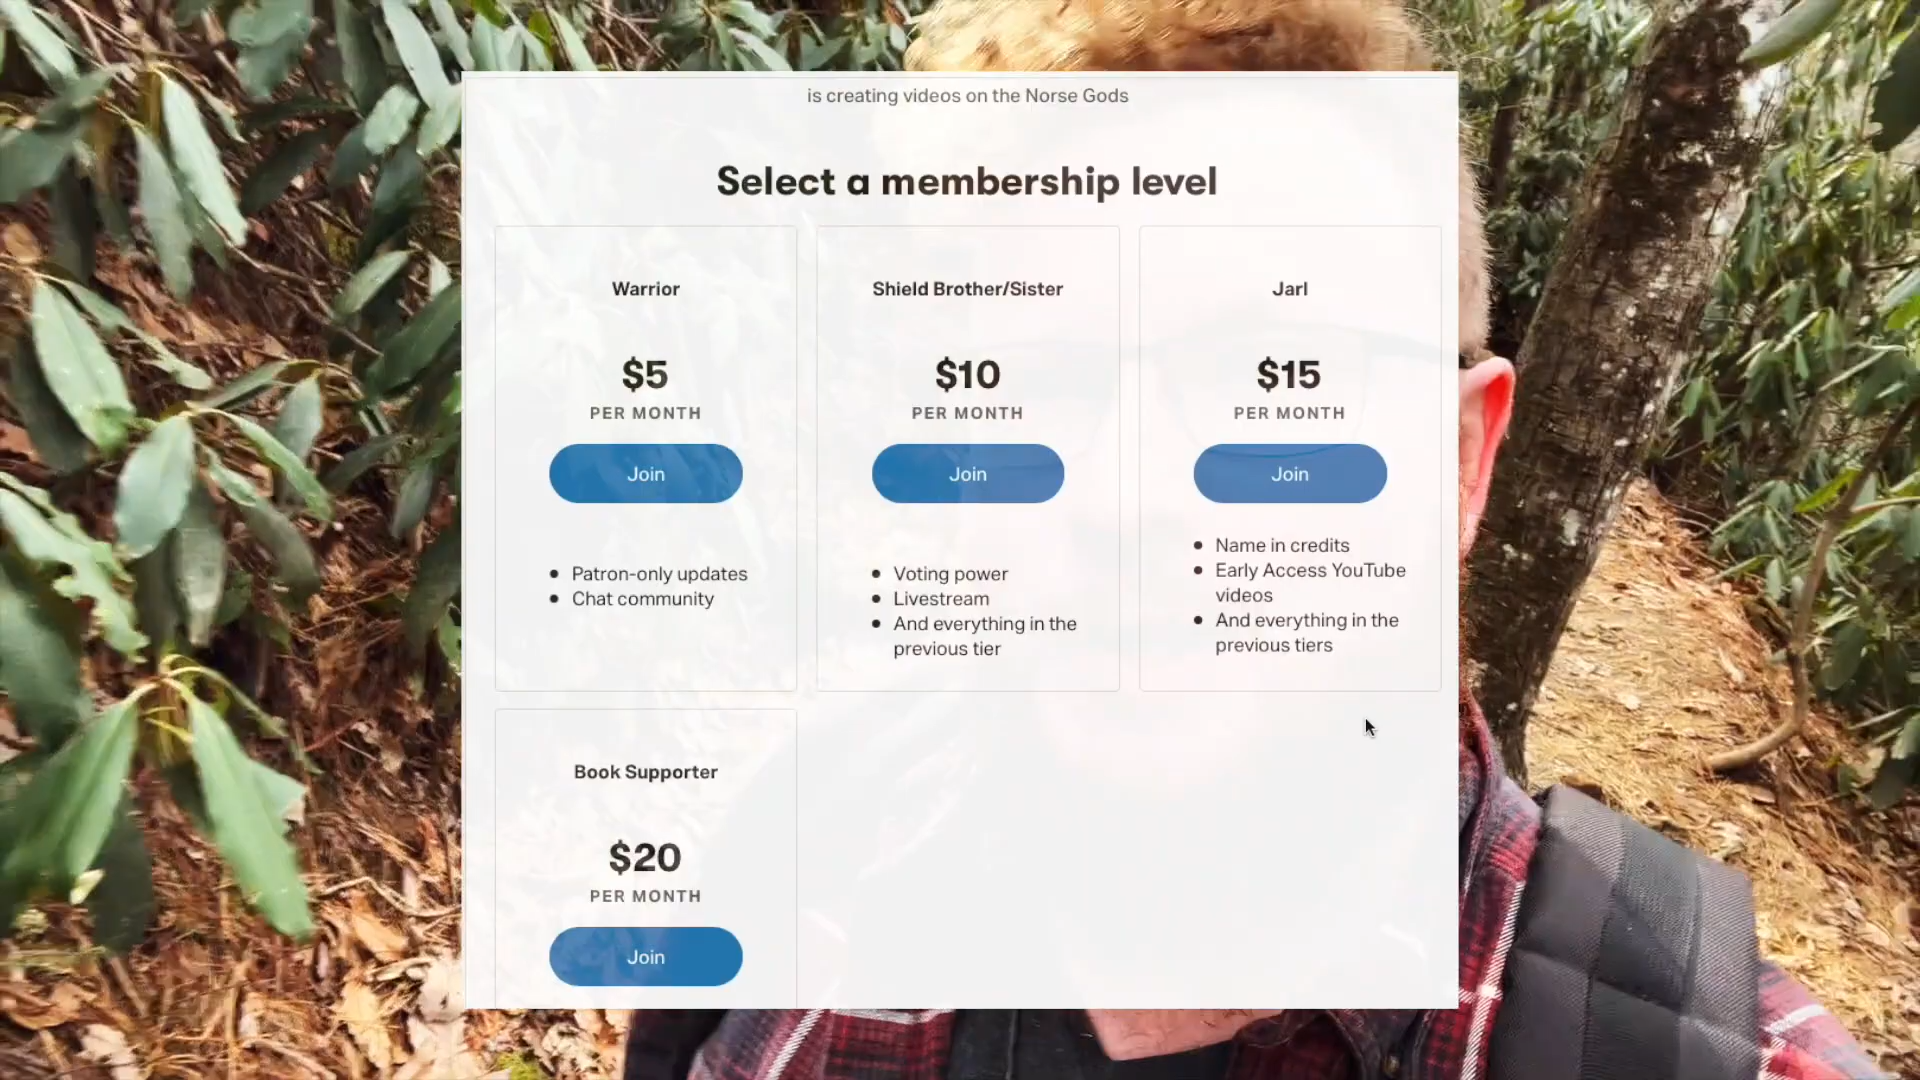 is creating videos on the Norse Gods
Select a membership level
Warrior
$5
PER MONTH
Join
Patron-only updates
Chat community
Shield Brother/Sister
$10
PER MONTH
Join
Voting power
Livestream
And everything in the
previous tier
Jarl
$15
PER MONTH
Join
Name in credits
Early Access YouTube
videos
And everything in the
previous tiers
Book Supporter
$20
PER MONTH
Join